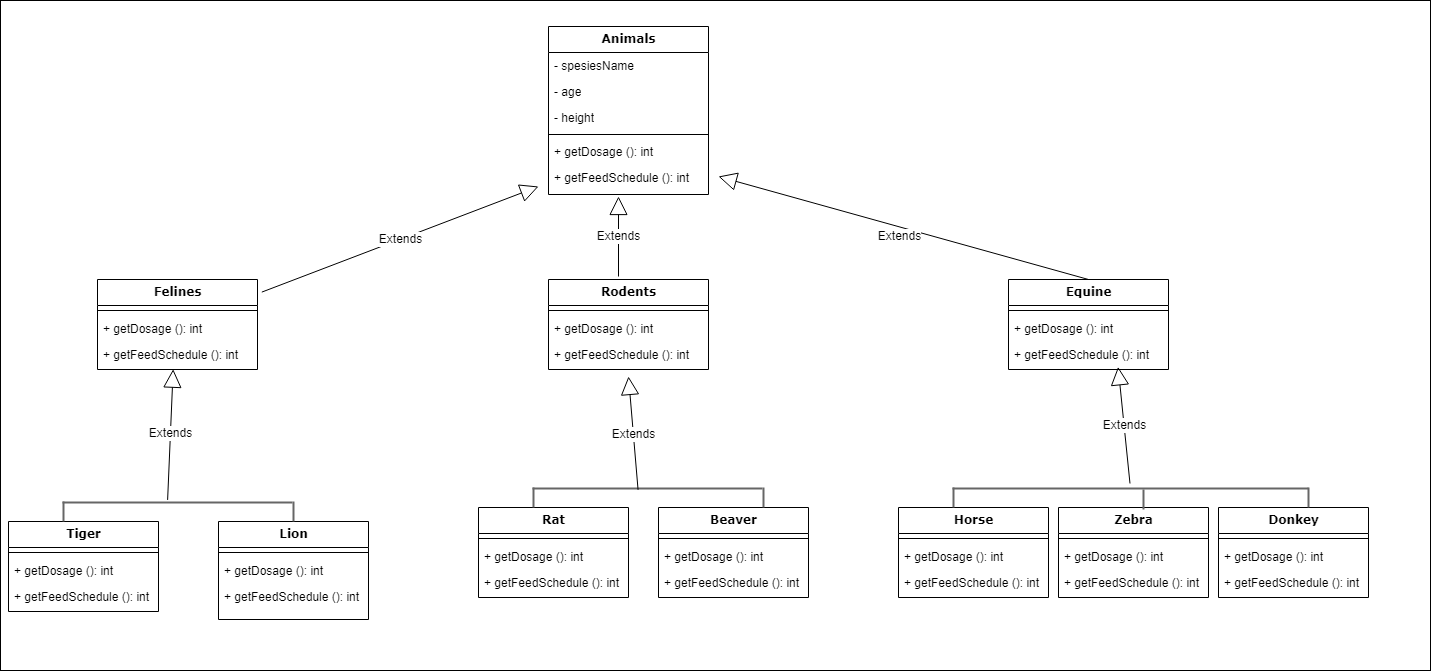 Animals
- spesiesName
- age
- height
+ getDosage (): int
+ getFeedSchedule (): int
Extends
Extends
Extends
Felines
+ getDosage (): int
+ getFeedSchedule (): int
Rodents
+ getDosage (): int
+ getFeedSchedule (): int
Equine
+ getDosage (): int
+ getFeedSchedule (): int
Extends
Extends
Extends
Tiger
+ getDosage (): int
+ getFeedSchedule (): int
Lion
+ getDosage (): int
+ getFeedSchedule (): int
Rat
+ getDosage (): int
+ getFeedSchedule (): int
Beaver
+ getDosage (): int
+ getFeedSchedule (): int
Horse
+ getDosage (): int
+ getFeedSchedule (): int
Zebra
+ getDosage (): int
+ getFeedSchedule (): int
Donkey
+ getDosage (): int
+ getFeedSchedule (): int